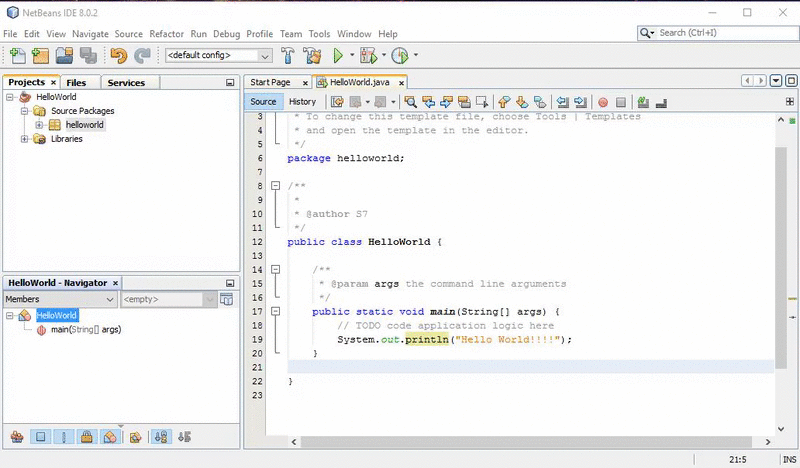 NetBeans IDE 8.0.2
File Edit View Navigate Source Refactor Run Debug Profile Team Tools Window Help
Search (Ctrl+I)
<default config>
Projects Files Services
HelloWorld
Source Packages
helloworld
Libraries
HelloWorld - Navigator
Members <empty>
HelloWorld
main(String[] args)
Start Page HelloWorld.java
Source History
3 * To change this template file, choose Tools | Templates
4 * and open the template in the editor.
5 */
6 package helloworld;
7
8 /**
9 *
10 * @author S7
11 */
12 public class HelloWorld {
13
14 /**
15 * @param args the command line arguments
16 */
17 public static void main(String[] args) {
18 // TODO code application logic here
19 System.out.println("Hello World!!!!");
20 }
21
22 }
23
21:5 INS